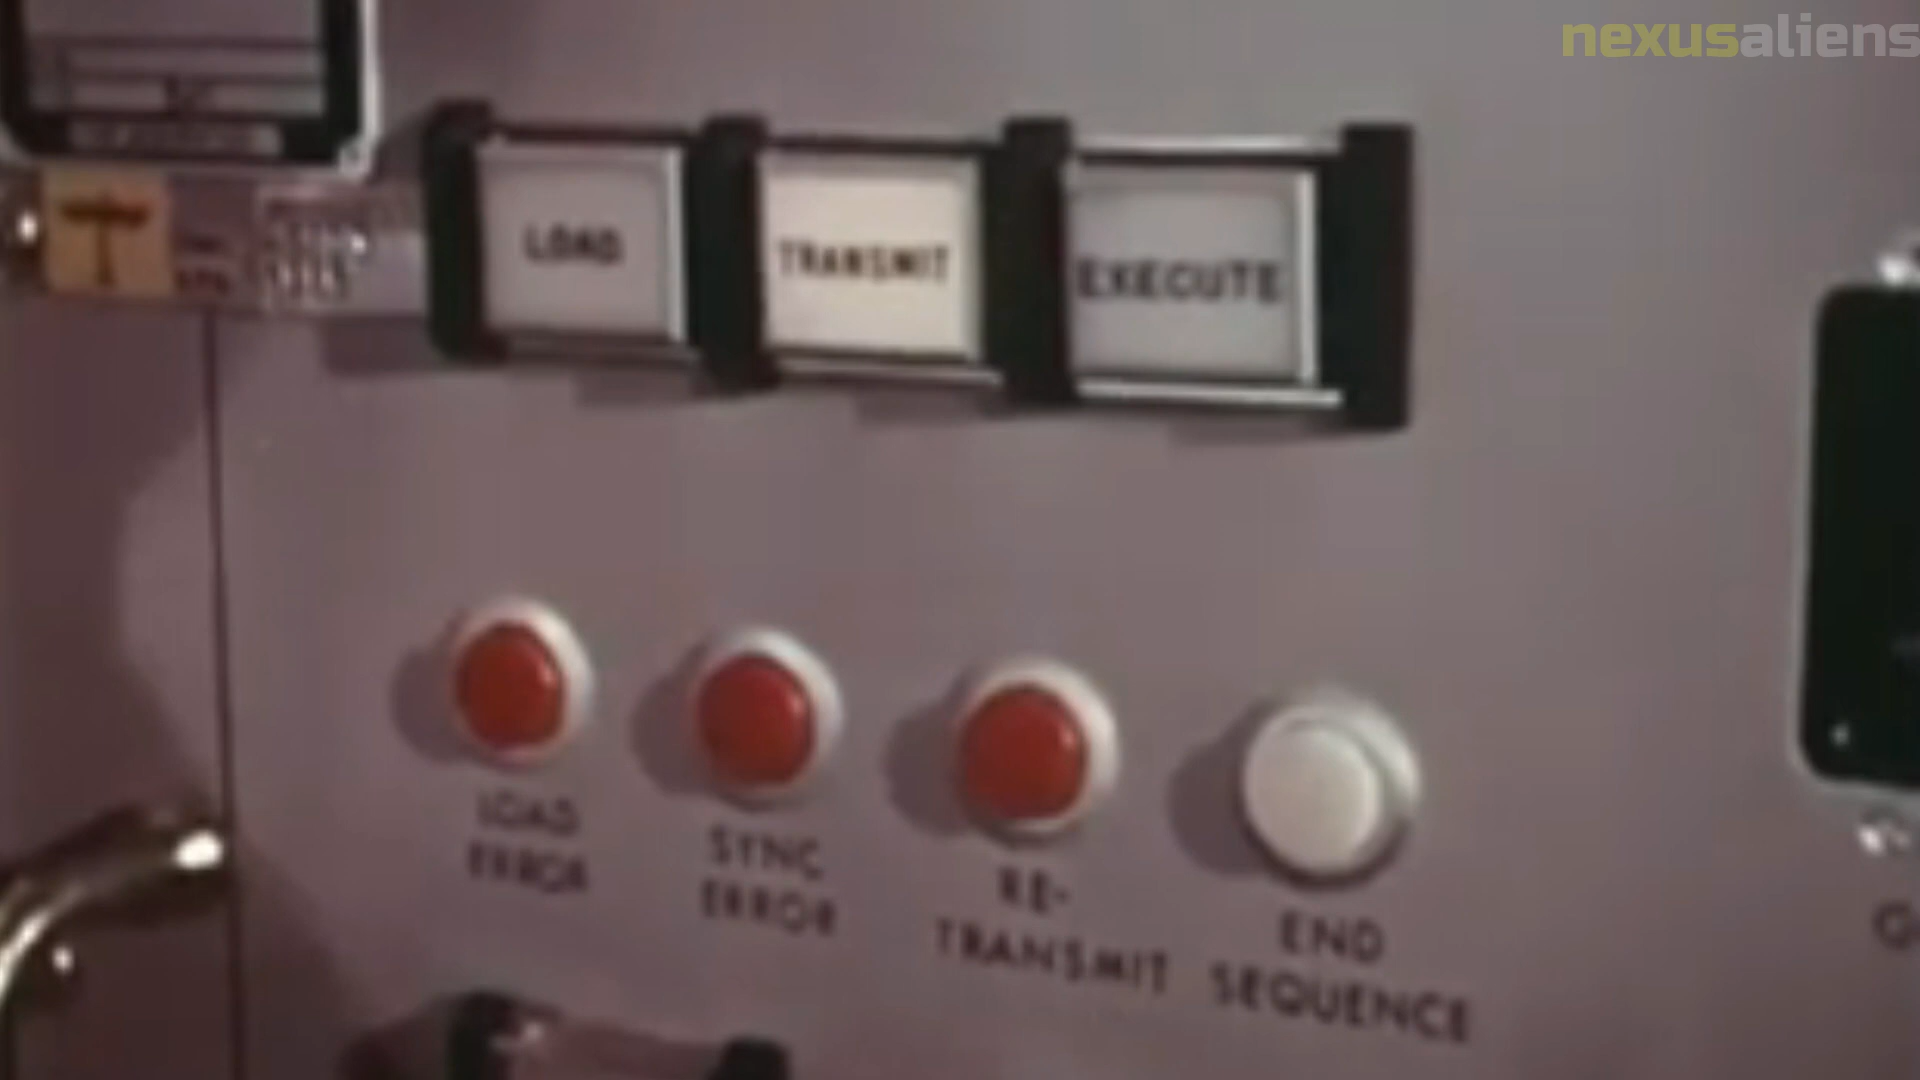 nexusaliens
LOAD
TRANSMIT
EXECUTE
LOAD
ERROR
SYNC
ERROR
RE-
TRANSMIT
END
SEQUENCE